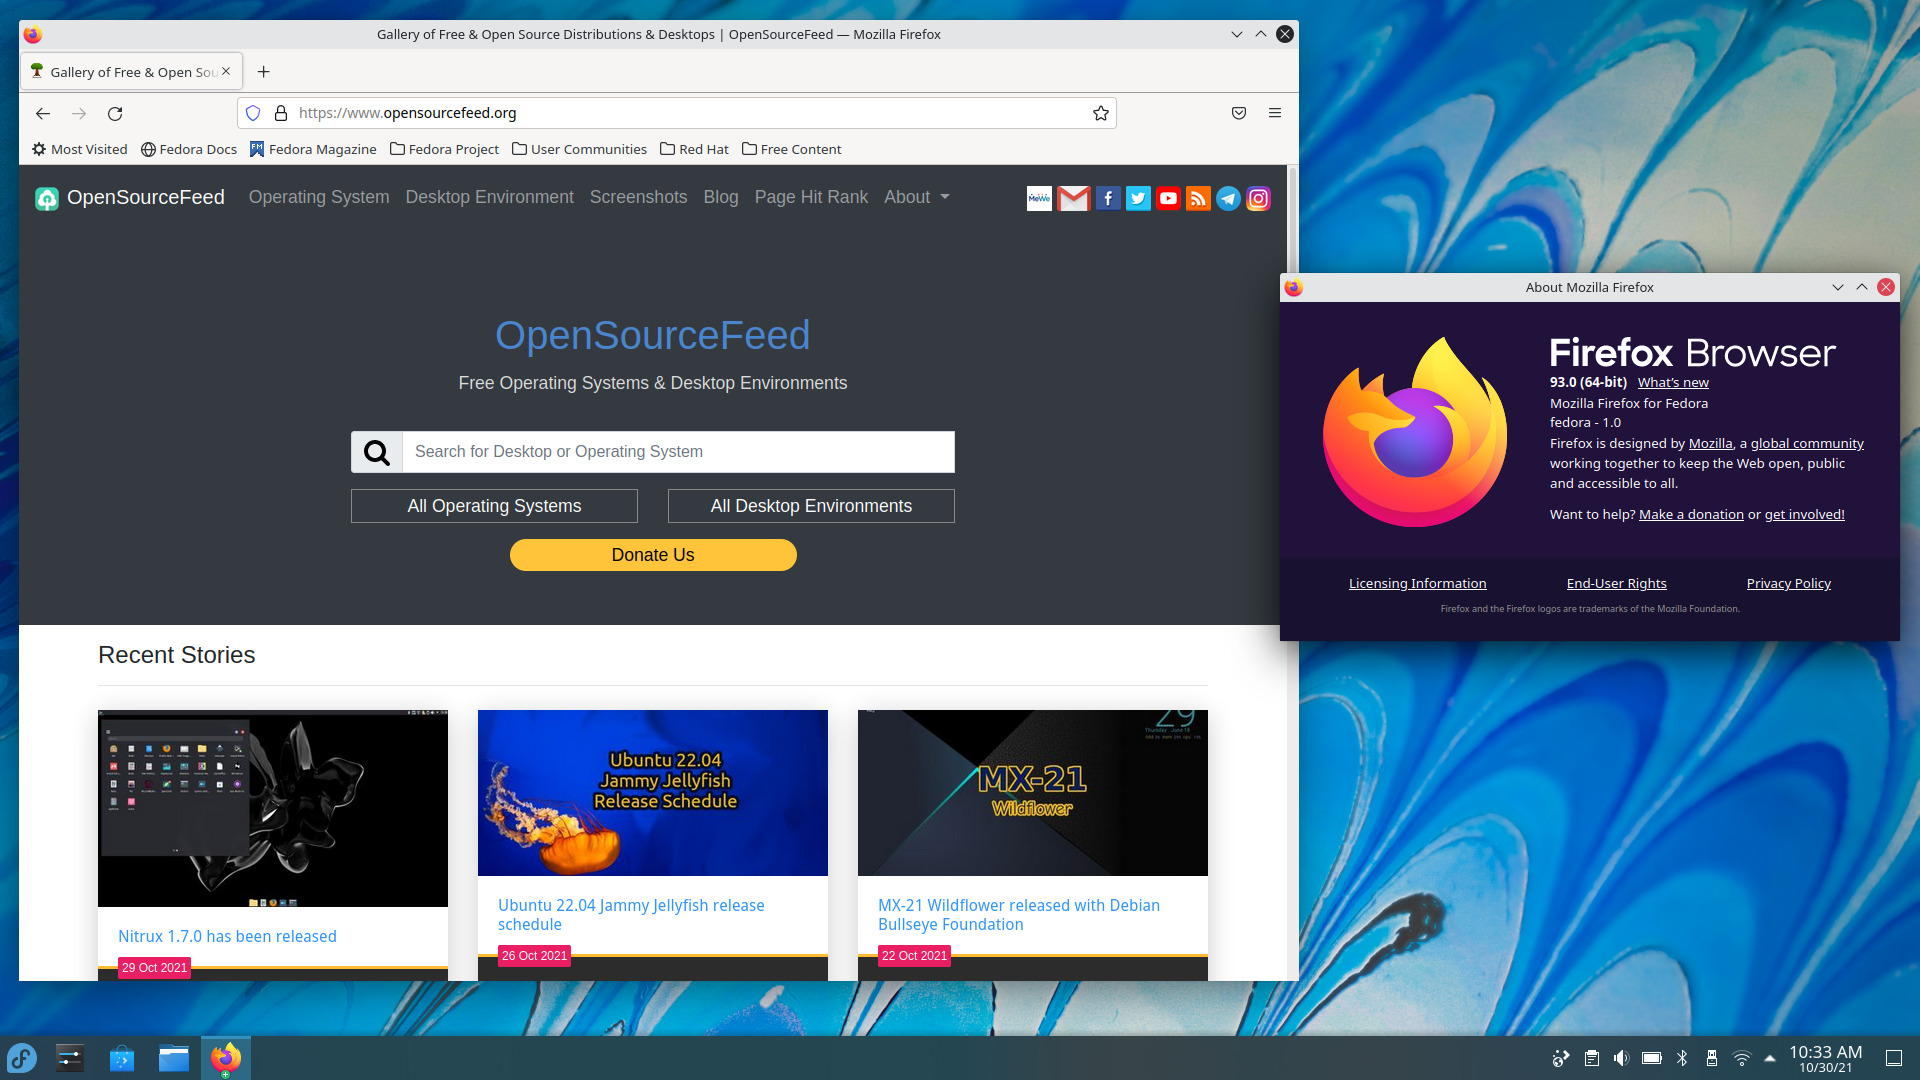 Gallery of Free & Open Source Distributions & Desktops | OpenSourceFeed — Mozilla Firefox
Gallery of Free & Open Sou
https://www.opensourcefeed.org
Most Visited Fedora Docs Fedora Magazine Fedora Project User Communities Red Hat Free Content
OpenSourceFeed Operating System Desktop Environment Screenshots Blog Page Hit Rank About
MeWe
OpenSourceFeed
Free Operating Systems & Desktop Environments
Search for Desktop or Operating System
All Operating Systems All Desktop Environments
Donate Us
Recent Stories
Ubuntu 22.04
Jammy Jellyfish
Release Schedule
29
Thursday June 18
MX-21
Wildflower
Nitrux 1.7.0 has been released
29 Oct 2021
Ubuntu 22.04 Jammy Jellyfish release
schedule
26 Oct 2021
MX-21 Wildflower released with Debian
Bullseye Foundation
22 Oct 2021
About Mozilla Firefox
Firefox Browser
93.0 (64-bit) What's new
Mozilla Firefox for Fedora
fedora - 1.0
Firefox is designed by Mozilla, a global community
working together to keep the Web open, public
and accessible to all.
Want to help? Make a donation or get involved!
Licensing Information End-User Rights Privacy Policy
Firefox and the Firefox logos are trademarks of the Mozilla Foundation.
10:33 AM
10/30/21